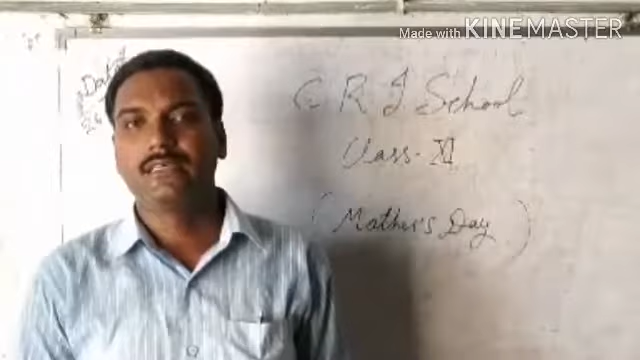 Made with KINEMASTER
G R J School
Class - XI
(Mother's Day)